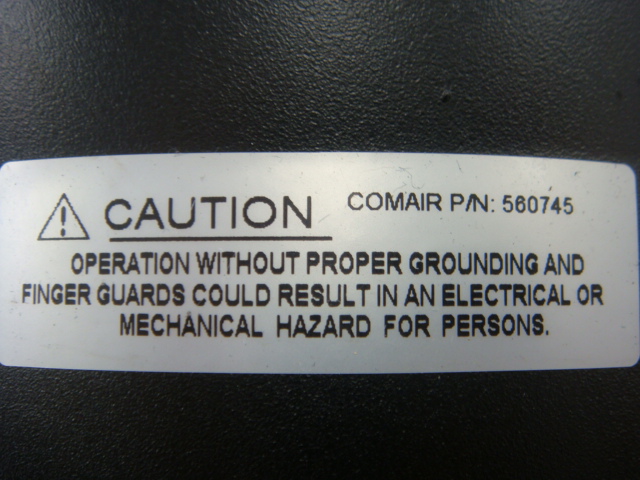 CAUTION COMAIR P/N: 560745
OPERATION WITHOUT PROPER GROUNDING AND
FINGER GUARDS COULD RESULT IN AN ELECTRICAL OR
MECHANICAL HAZARD FOR PERSONS.